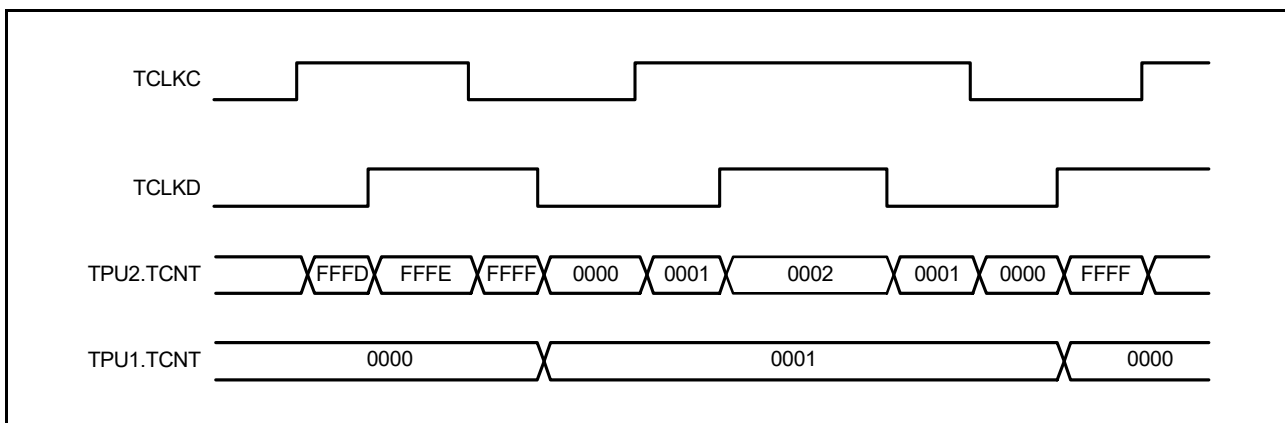 TCLKC
TCLKD
TPU2.TCNT FFFD FFFE FFFF 0000 0001 0002 0001 0000 FFFF
TPU1.TCNT 0000 0001 0000